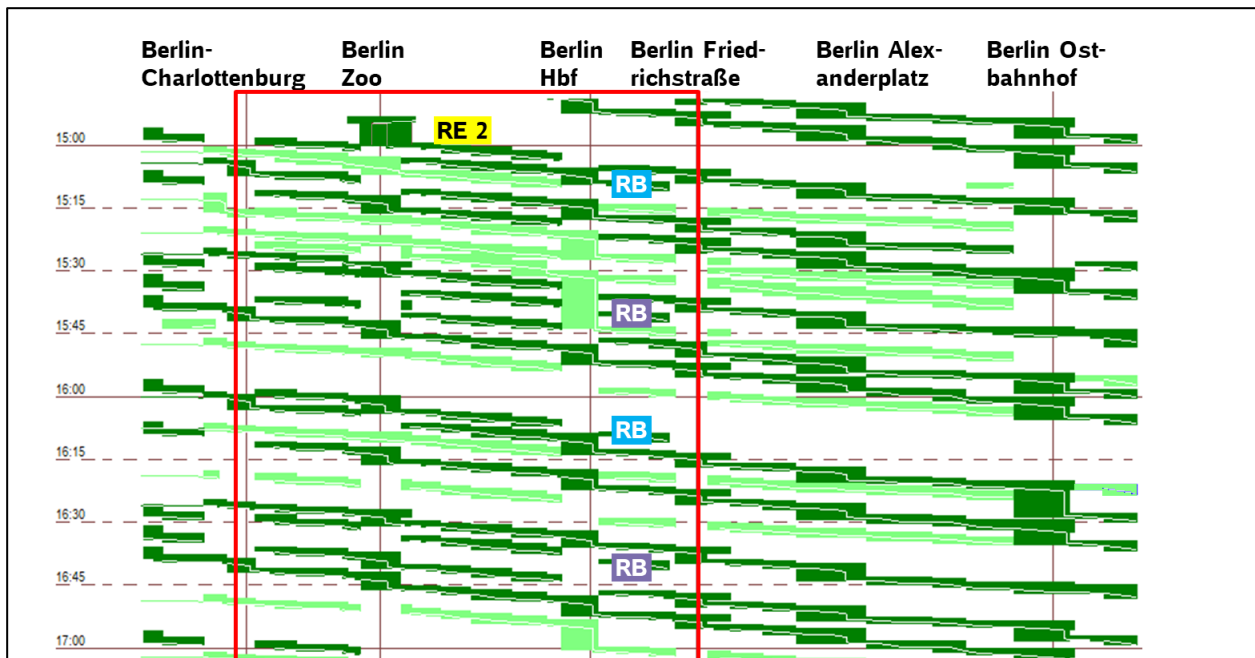 Berlin-
Charlottenburg
Berlin
Zoo
Berlin
Hbf
Berlin Fried-
richstraße
Berlin Alex-
anderplatz
Berlin Ost-
bahnhof
RE 2
15:00
RB
15:15
15:30
RB
15:45
16:00
RB
16:15
16:30
RB
16:45
17:00